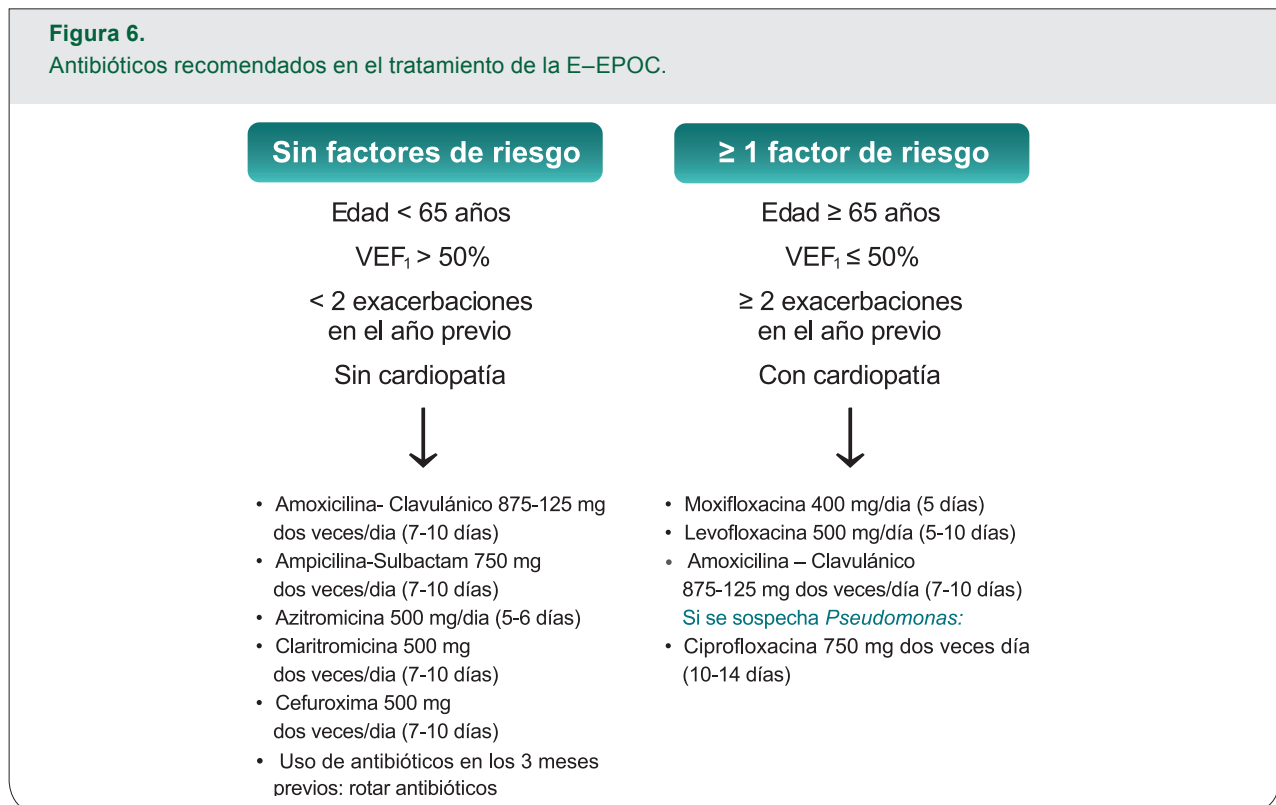 Figura 6.
Antibióticos recomendados en el tratamiento de la E–EPOC.
Sin factores de riesgo
Edad < 65 años
VEF₁ > 50%
< 2 exacerbaciones
en el año previo
Sin cardiopatía
• Amoxicilina- Clavulánico 875-125 mg
dos veces/dia (7-10 días)
• Ampicilina-Sulbactam 750 mg
dos veces/dia (7-10 días)
• Azitromicina 500 mg/dia (5-6 días)
• Claritromicina 500 mg
dos veces/dia (7-10 días)
• Cefuroxima 500 mg
dos veces/dia (7-10 días)
• Uso de antibióticos en los 3 meses
previos: rotar antibióticos
≥ 1 factor de riesgo
Edad ≥ 65 años
VEF₁ ≤ 50%
≥ 2 exacerbaciones
en el año previo
Con cardiopatía
• Moxifloxacina 400 mg/dia (5 días)
• Levofloxacina 500 mg/día (5-10 días)
• Amoxicilina – Clavulánico
875-125 mg dos veces/día (7-10 días)
Si se sospecha Pseudomonas:
• Ciprofloxacina 750 mg dos veces día
(10-14 días)